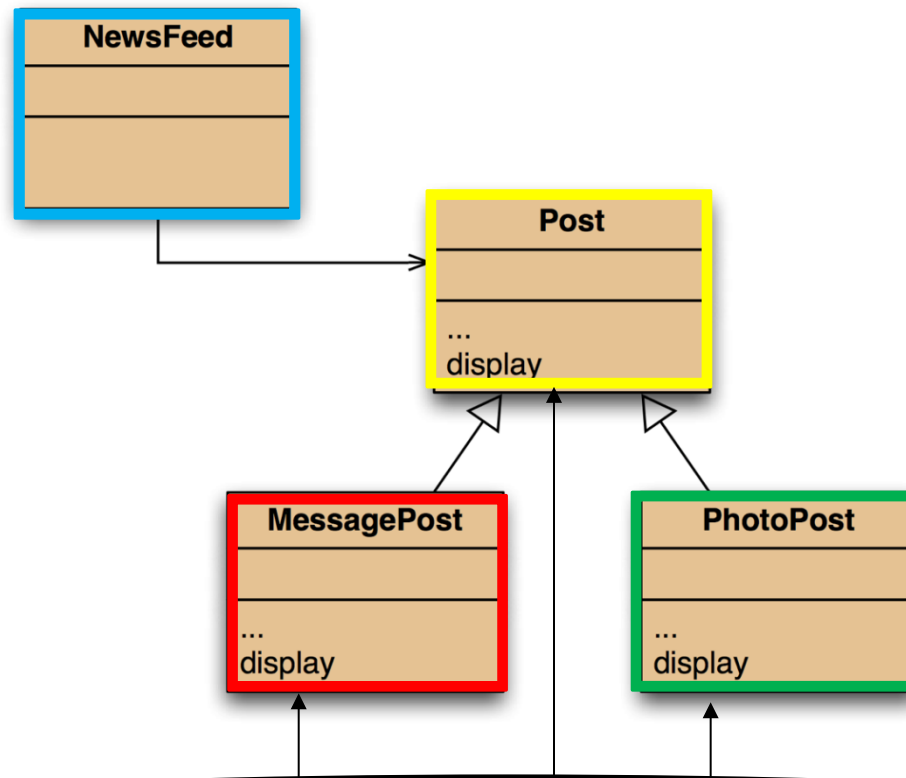 NewsFeed
Post
...
display
MessagePost
...
display
PhotoPost
...
display